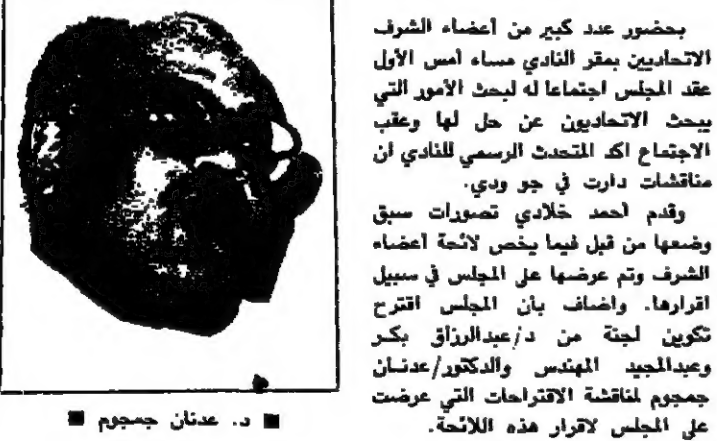 بحضور عدد كبير من أعضاء الشرف
الاتحاديين بمقر النادي مساء أمس الأول
عقد المجلس اجتماعا له لبحث الأمور التي
يبحث الاتحاديون عن حل لها وعقب
الاجتماع اكد المتحدث الرسمي للنادي ان
مناقشات دارت في جو ودي.
وقدم أحمد خلادي تصورات سبق
وضعها من قبل فيما يخص لائحة أعضاء
الشرف وتم عرضها على المجلس في سبيل
اقرارها. واضاف بأن المجلس اقترح
تكوين لجنة من د/عبدالرزاق بكر
وعبدالمجيد المهندس والدكتور/عدنان
جمجوم لمناقشة الاقتراحات التي عرضت
على المجلس لاقرار هذه اللائحة.
د. عدنان جمجوم